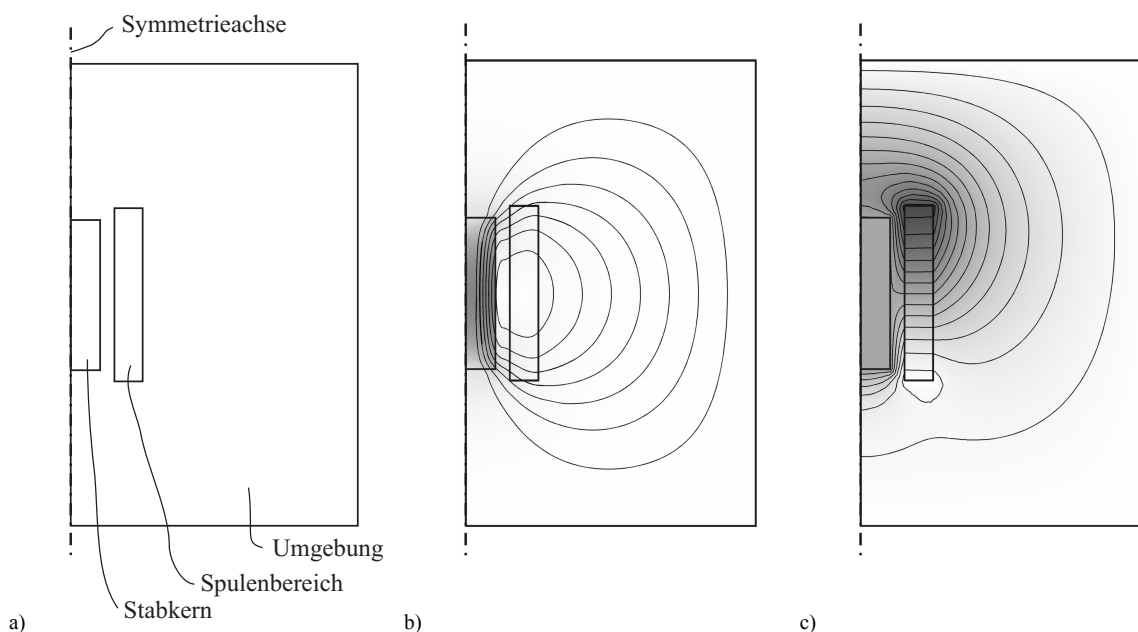 Symmetrieachse
Umgebung
Spulenbereich
Stabkern
a)
b)
c)